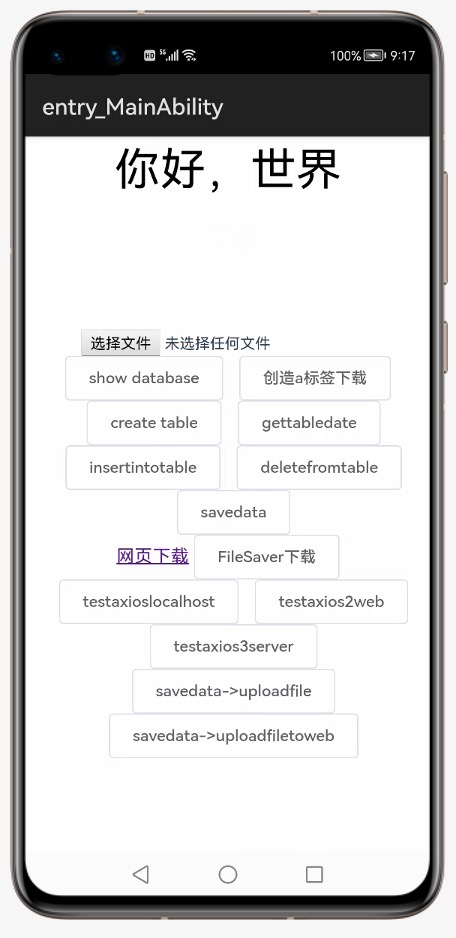 HD 5G 100% 9:17
entry_MainAbility
你好，世界
选择文件 未选择任何文件
show database 创造a标签下载
create table gettabledate
insertintotable deletefromtable
savedata
网页下载 FileSaver下载
testaxioslocalhost testaxios2web
testaxios3server
savedata->uploadfile
savedata->uploadfiletoweb